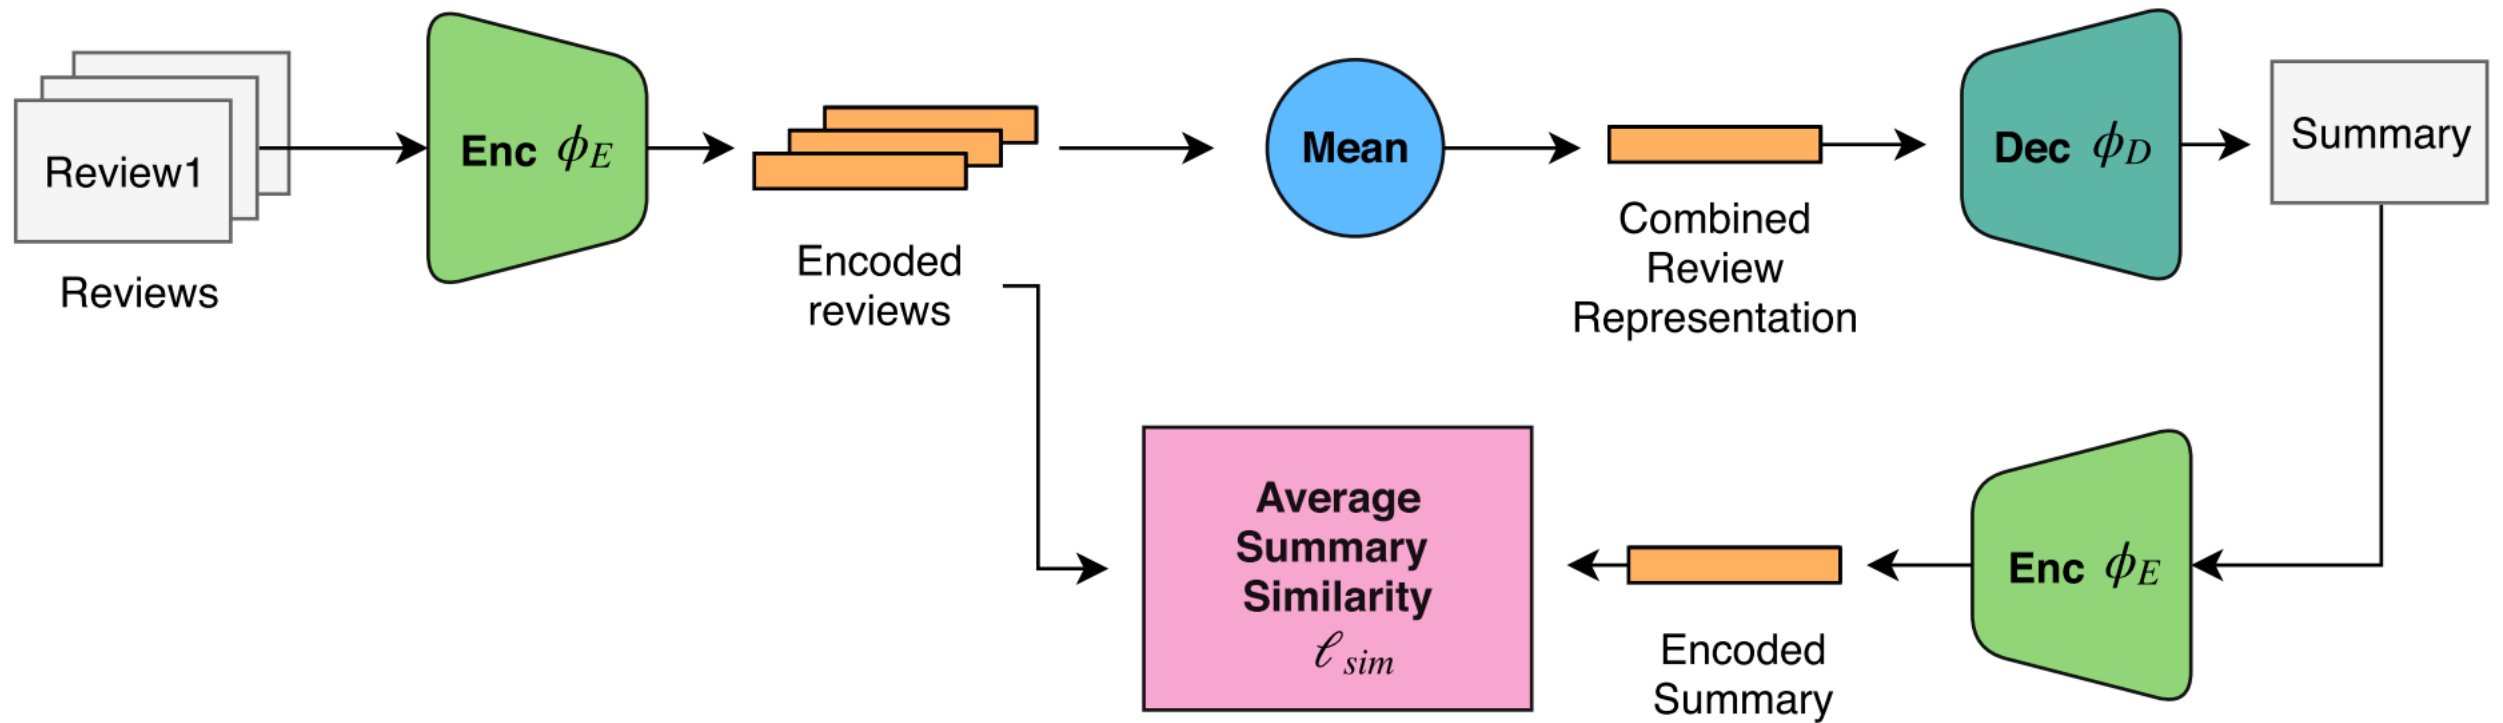 Review1
Reviews
Enc ϕE
Encoded
reviews
Mean
Combined
Review
Representation
Dec ϕD
Summary
Average
Summary
Similarity
ℓ sim
Encoded
Summary
Enc ϕE